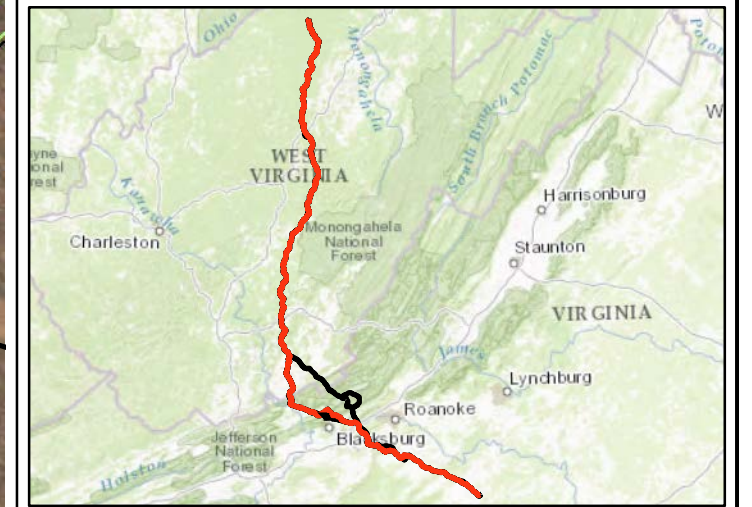 Ohio
Monongahela
South Branch Potomac
WEST
VIRGINIA
Kanawha
Charleston
Monongahela
National
Forest
Harrisonburg
Staunton
VIRGINIA
James
Lynchburg
Roanoke
Blacksburg
Jefferson
National
Forest
Holston